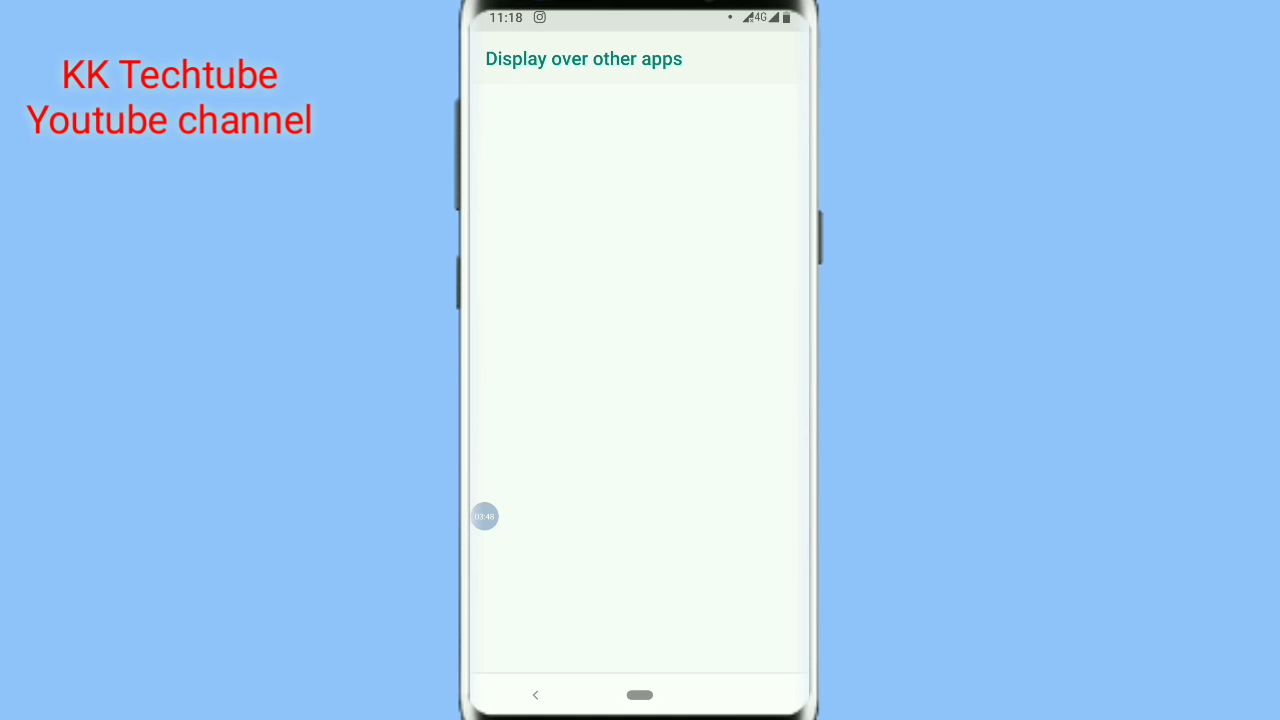 KK Techtube
Youtube channel
11:18 4G
Display over other apps
03:48